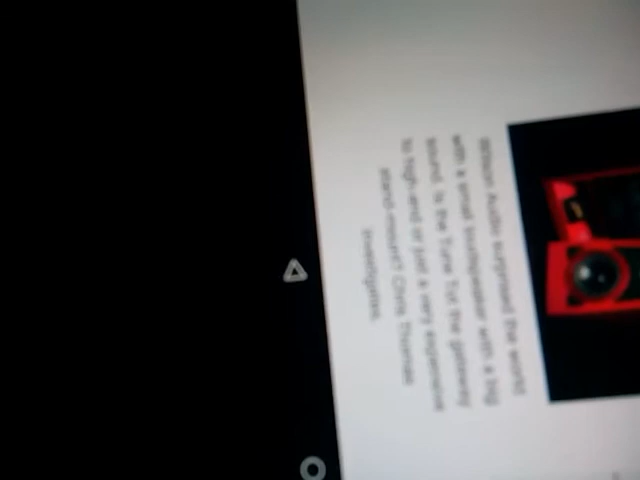 Wilson Audio surprised the world
with a small loudspeaker with a big
sound. Is the Tune Tot the gateway
to high-end or just a very expensive
stand-mount? Chris Thomas
investigates.